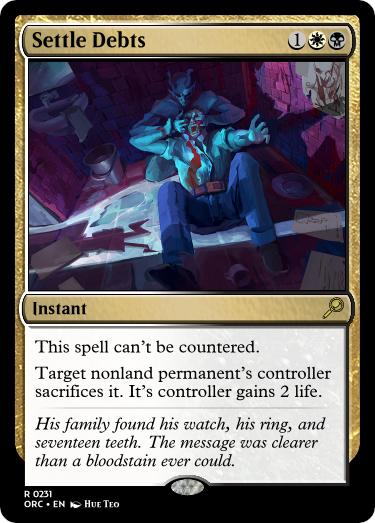 Settle Debts 1
Instant
This spell can't be countered.
Target nonland permanent's controller
sacrifices it. It's controller gains 2 life.
His family found his watch, his ring, and
seventeen teeth. The message was clearer
than a bloodstain ever could.
R 0231
ORC • EN Hue Teo